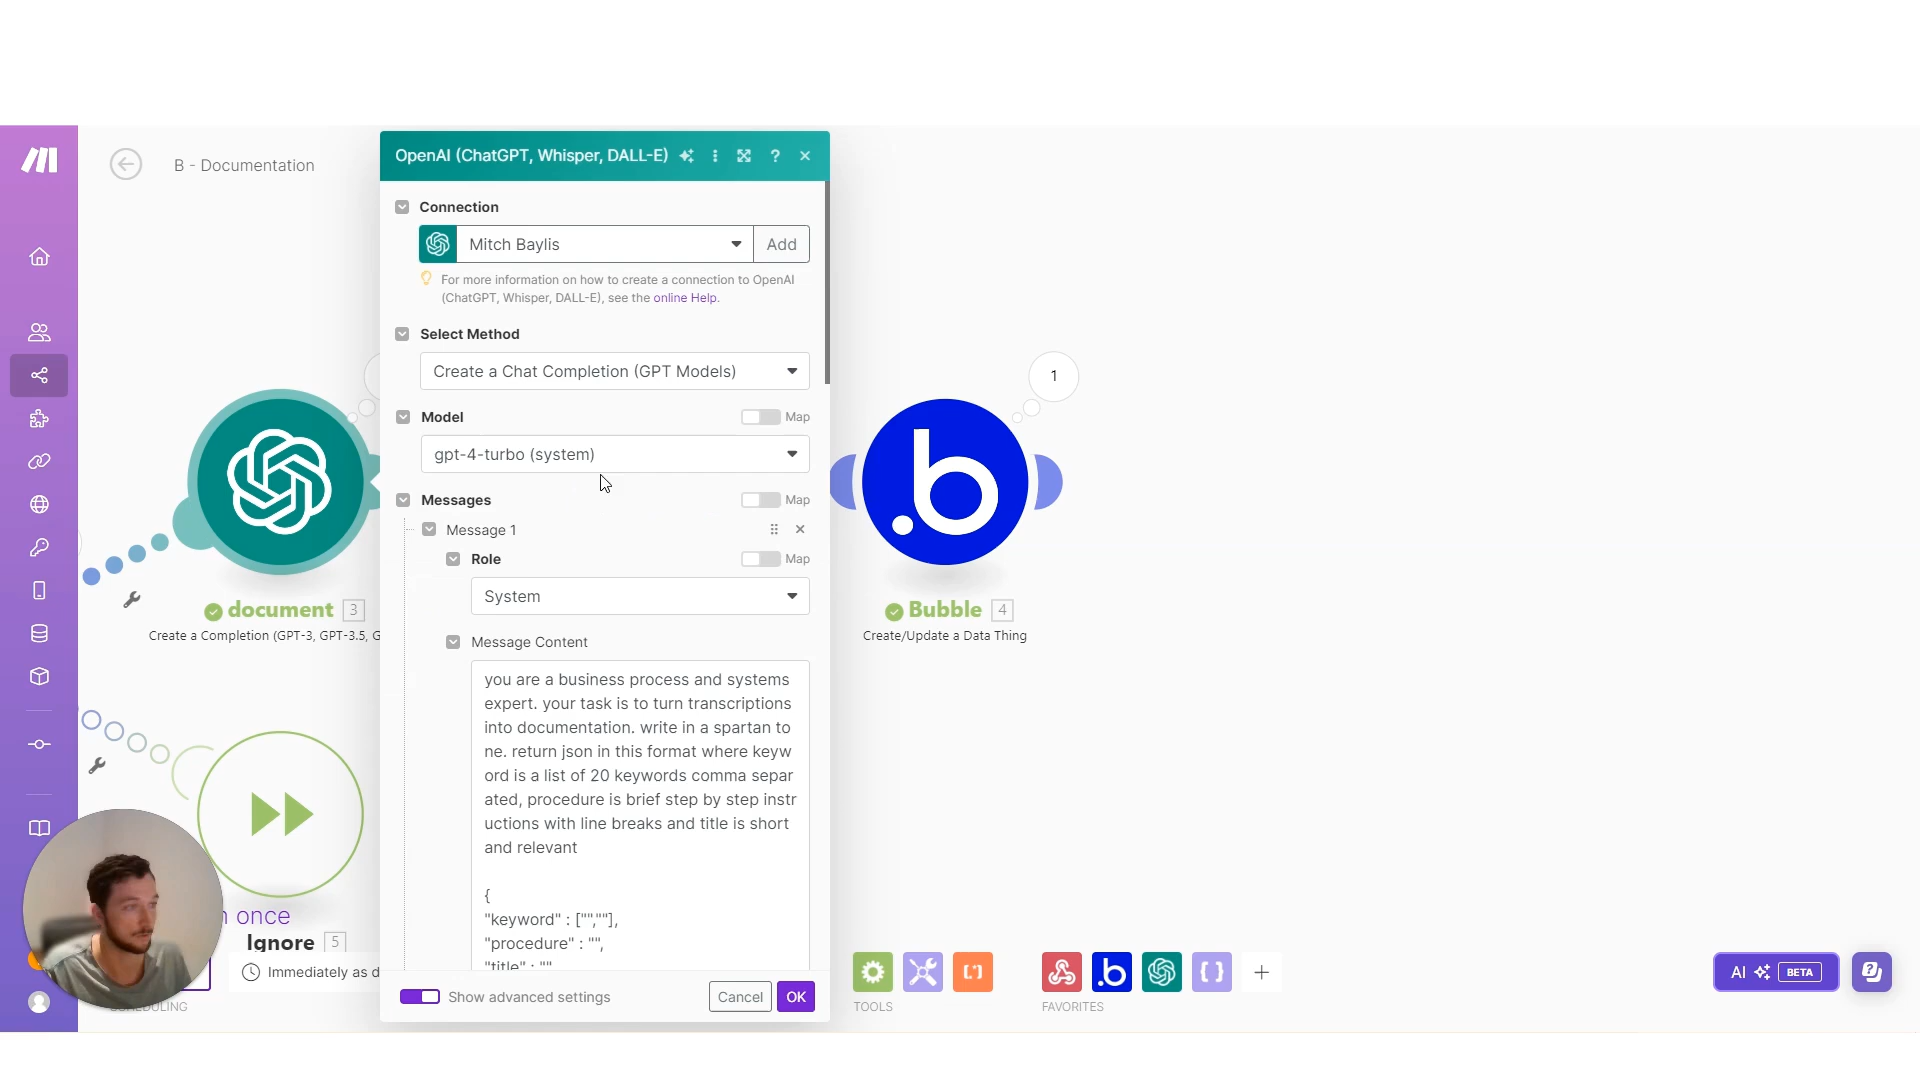 B - Documentation
OpenAI (ChatGPT, Whisper, DALL-E)
?
Connection
Mitch Baylis
Add
For more information on how to create a connection to OpenAI
(ChatGPT, Whisper, DALL-E), see the online Help.
Select Method
Create a Chat Completion (GPT Models)
Model
Map
gpt-4-turbo (system)
Messages
Map
Message 1
Role
Map
System
Message Content
you are a business process and systems
expert. your task is to turn transcriptions
into documentation. write in a spartan to
ne. return json in this format where keyw
ord is a list of 20 keywords comma separ
ated, procedure is brief step by step instr
uctions with line breaks and title is short
and relevant
{
"keyword" : ["",""],
"procedure" : "",
"title" : ""
Show advanced settings
Cancel
OK
document 3
Create a Completion (GPT-3, GPT-3.5, G
1
Bubble 4
Create/Update a Data Thing
once
Ignore 5
Immediately as d
TOOLS
FAVORITES
AI BETA